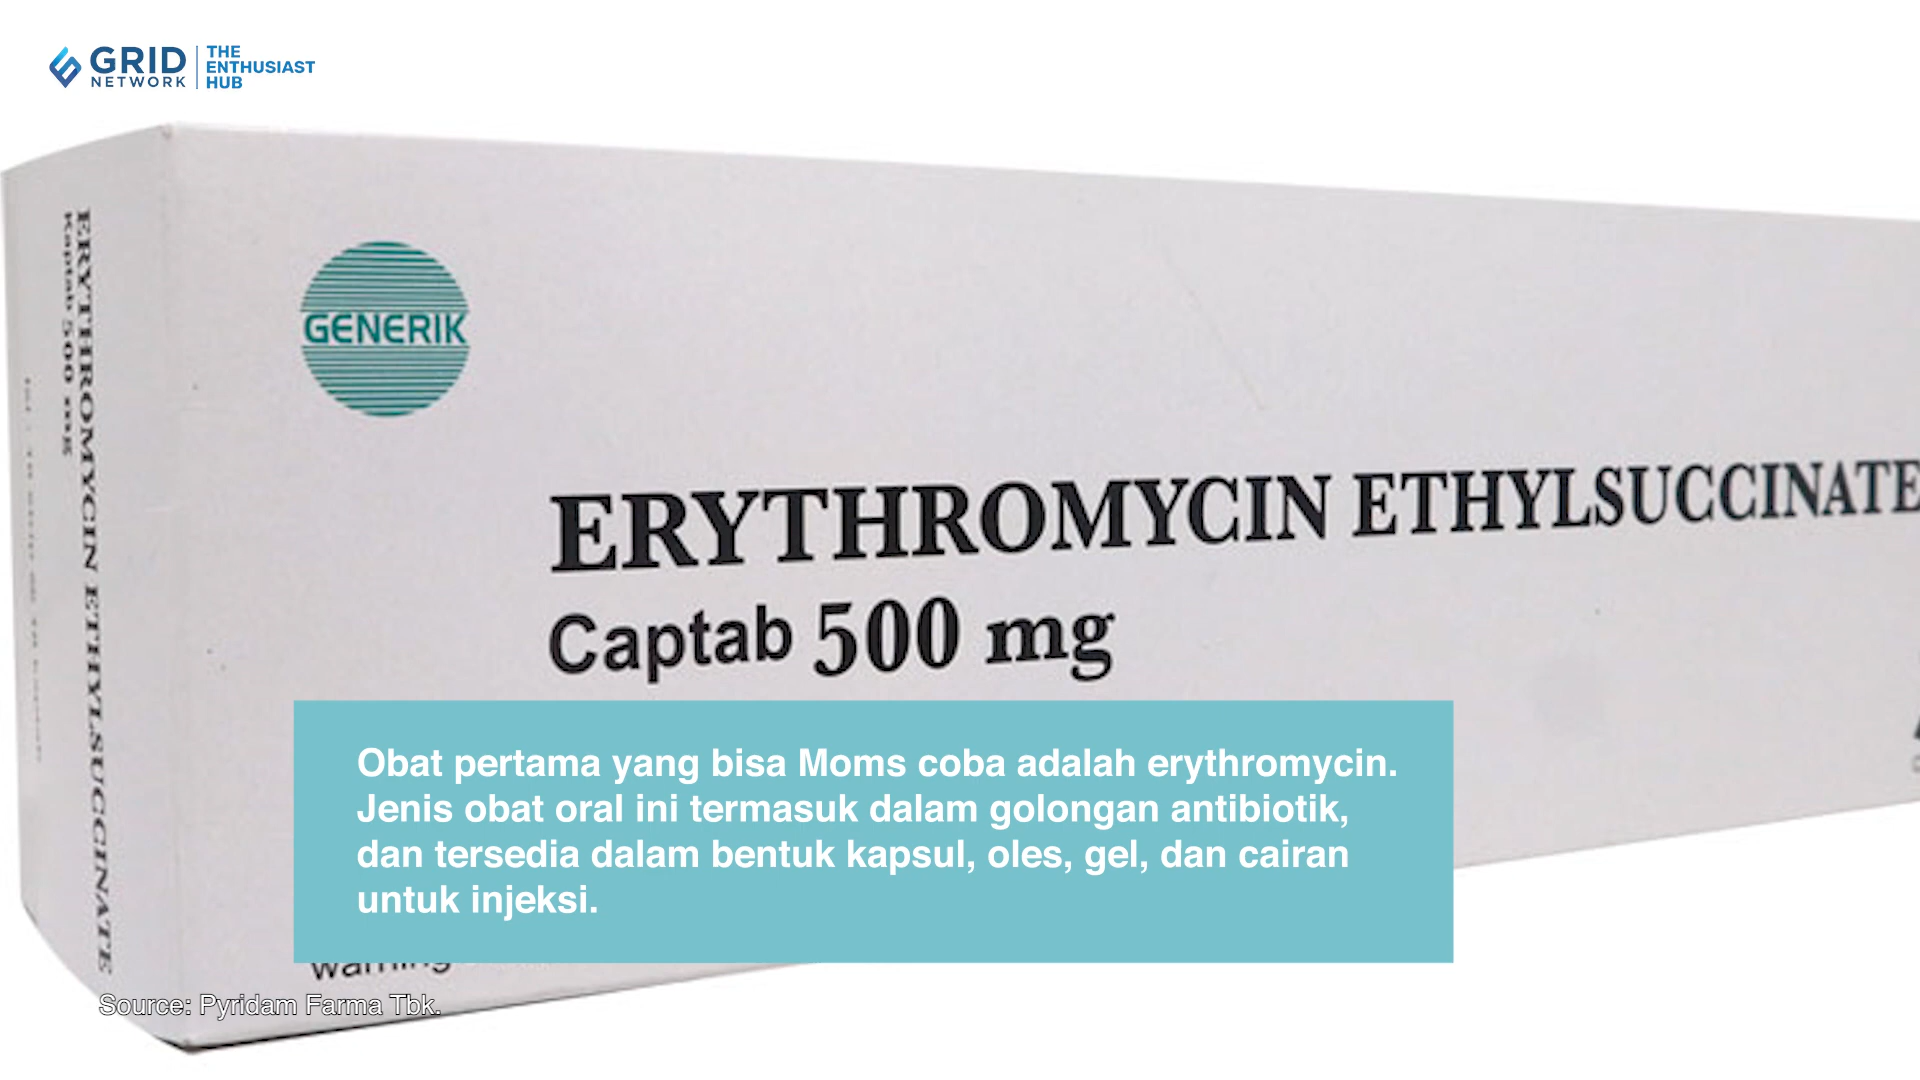 GRID
NETWORK
THE
ENTHUSIAST
HUB
ERYTHROMYCIN ETHYLSUCCINATE
Kaptab 500 mg
GENERIK
ERYTHROMYCIN ETHYLSUCCINATE
Captab 500 mg
Obat pertama yang bisa Moms coba adalah erythromycin.
Jenis obat oral ini termasuk dalam golongan antibiotik,
dan tersedia dalam bentuk kapsul, oles, gel, dan cairan
untuk injeksi.
Source: Pyridam Farma Tbk.